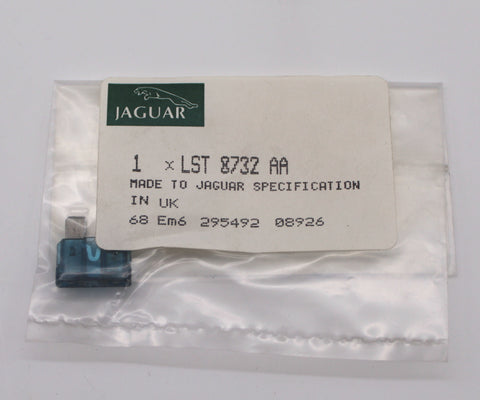 JAGUAR
1 x LST 8732 AA
MADE TO JAGUAR SPECIFICATION
IN UK
68 Em6 295492 08926